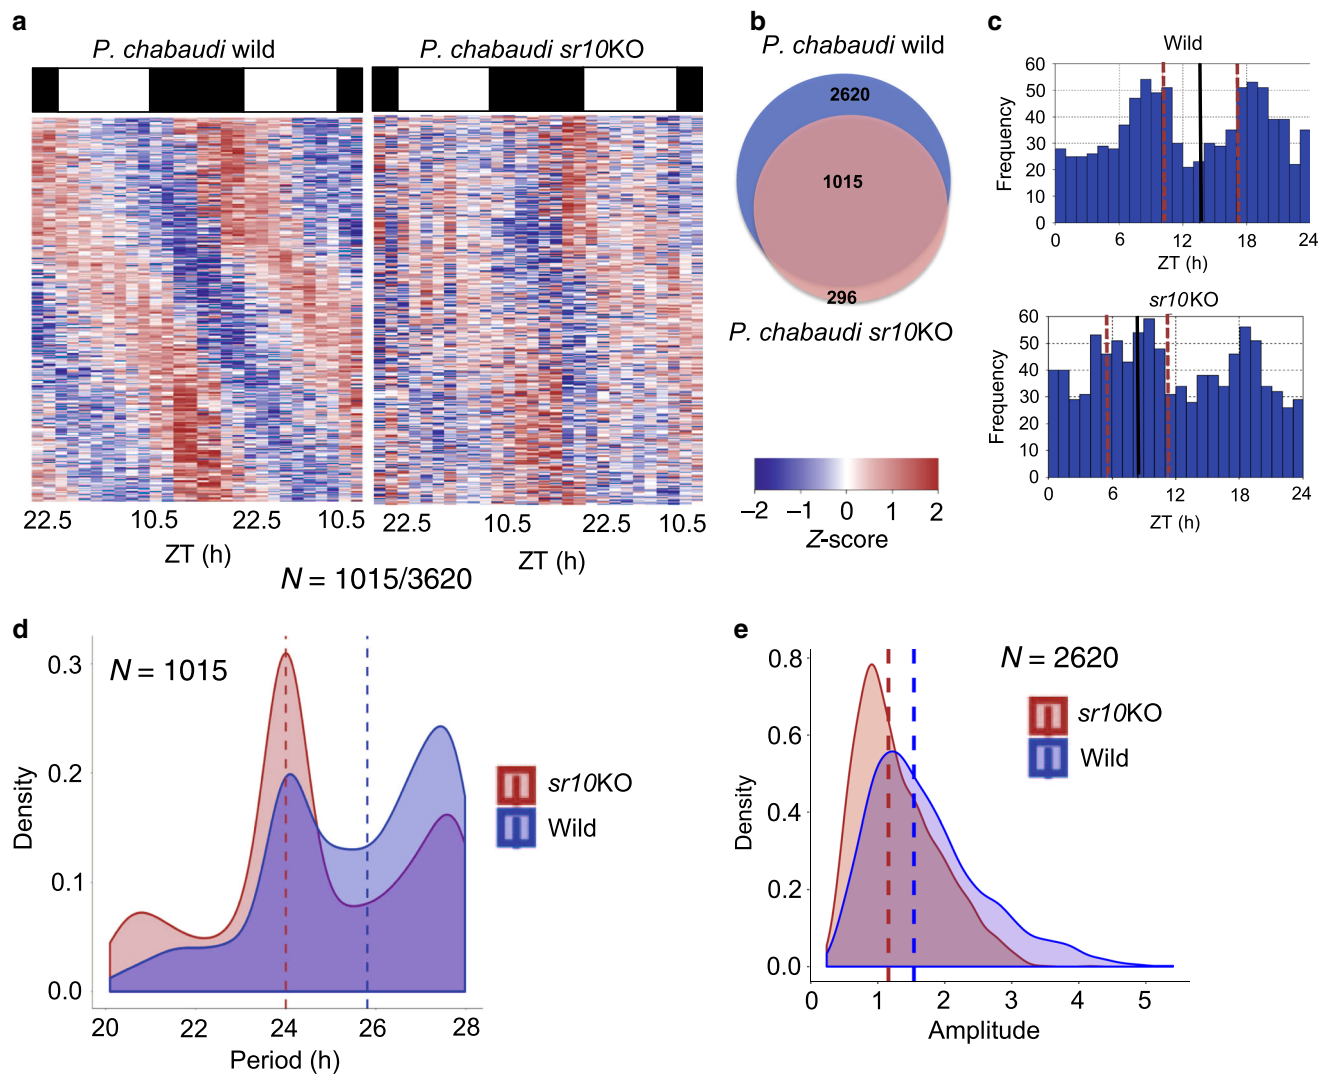 a
P. chabaudi wild
P. chabaudi sr10KO
22.5 10.5 22.5 10.5
ZT (h)
22.5 10.5 22.5 10.5
ZT (h)
N = 1015/3620
b
P. chabaudi wild
2620
1015
296
P. chabaudi sr10KO
−2 −1 0 1 2
Z-score
c
Wild
60
50
40
30
20
10
0
Frequency
0 6 12 18 24
ZT (h)
sr10KO
60
50
40
30
20
10
0
Frequency
0 6 12 18 24
ZT (h)
d
N = 1015
0.3
0.2
0.1
0.0
Density
20 22 24 26 28
Period (h)
sr10KO
Wild
e
N = 2620
0.8
0.6
0.4
0.2
0.0
Density
0 1 2 3 4 5
Amplitude
sr10KO
Wild